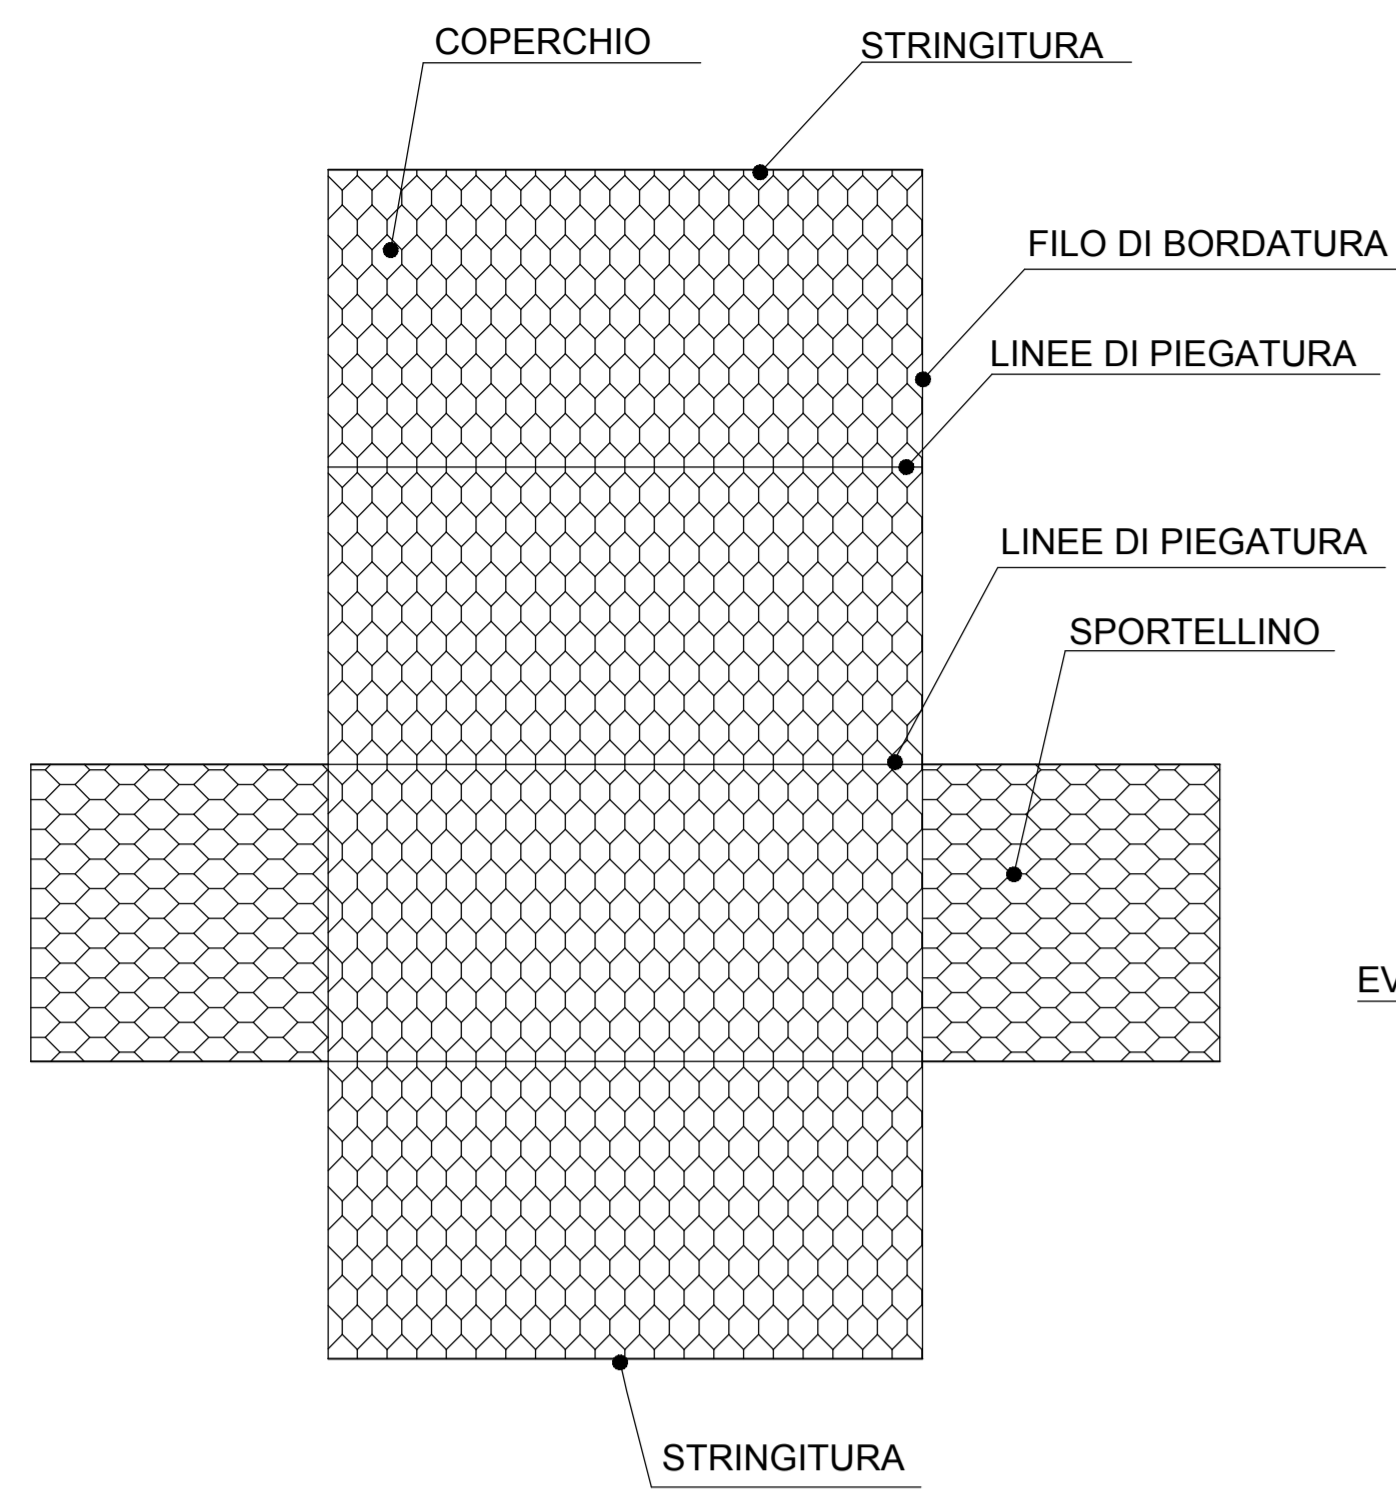 COPERCHIO
STRINGITURA
FILO DI BORDATURA
LINEE DI PIEGATURA
LINEE DI PIEGATURA
SPORTELLINO
STRINGITURA